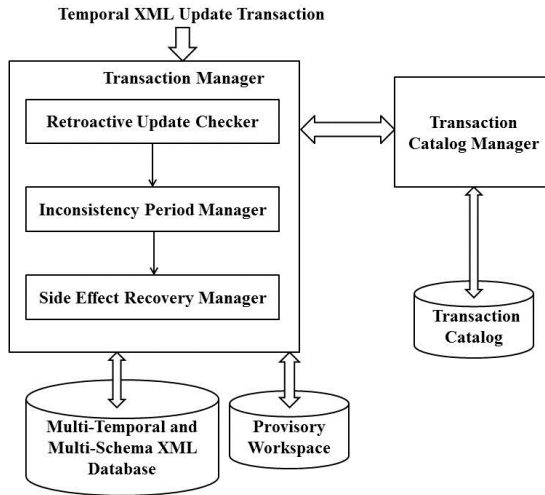 Temporal XML Update Transaction
Transaction Manager
Retroactive Update Checker
Inconsistency Period Manager
Side Effect Recovery Manager
Transaction
Catalog Manager
Transaction
Catalog
Multi-Temporal and
Multi-Schema XML
Database
Provisory
Workspace